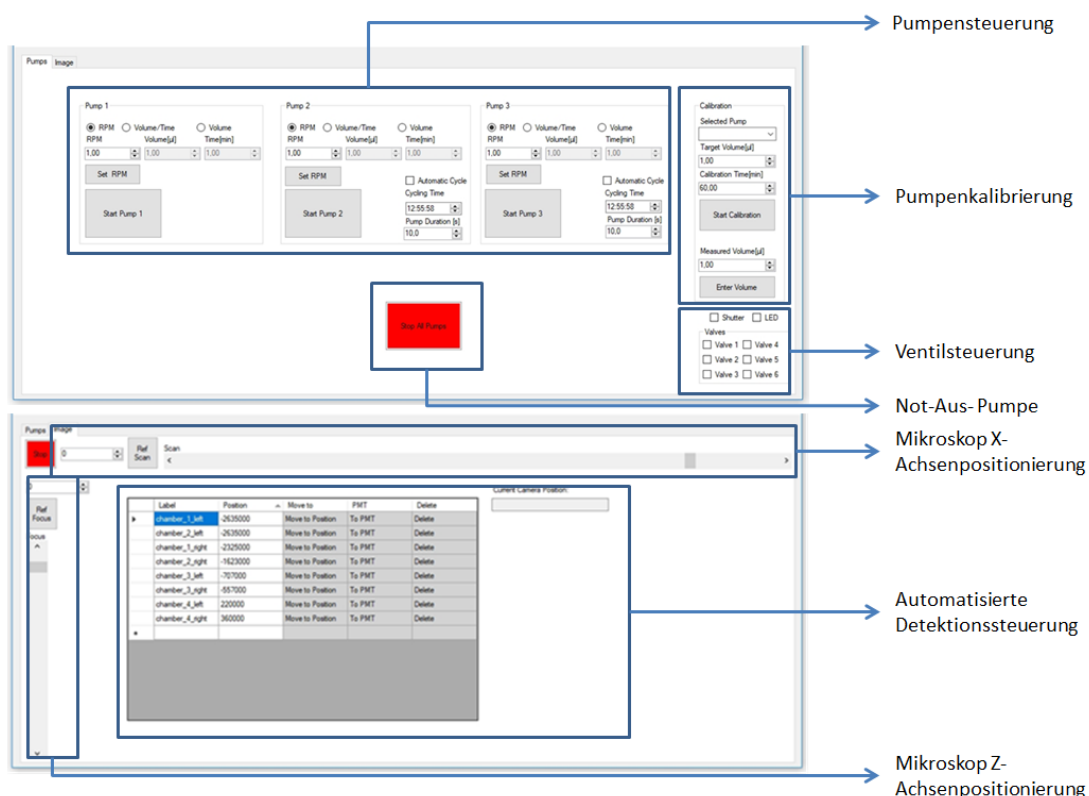 Pumpensteuerung
Pumps Image
Pump 1
RPM Volume/Time Volume
RPM Volume[µl] Time[min]
1,00 1,00 1,00
Set RPM
Start Pump 1
Pump 2
RPM Volume/Time Volume
RPM Volume[µl] Time[min]
1,00 1,00 1,00
Set RPM
Automatic Cycle
Cycling Time
12:55:58
Start Pump 2
Pump Duration [s]
10,0
Pump 3
RPM Volume/Time Volume
RPM Volume[µl] Time[min]
1,00 1,00 1,00
Set RPM
Automatic Cycle
Cycling Time
12:55:58
Start Pump 3
Pump Duration [s]
10,0
Calibration
Selected Pump
Target Volume[µl]
1,00
Calibration Time[min]
60,00
Start Calibration
Measured Volume[µl]
1,00
Enter Volume
Pumpenkalibrierung
Stop All Pumps
Shutter LED
Valves
Valve 1 Valve 4
Valve 2 Valve 5
Valve 3 Valve 6
Ventilsteuerung
Not-Aus- Pumpe
Pumps Image
Stop 0 Ref Scan
Scan
Mikroskop X-
Achsenpositionierung
0
Ref
Focus
Focus
Current Camera Position:
Label Position Move to PMT Delete
chamber_1_left -2635000 Move to Position To PMT Delete
chamber_2_left -2635000 Move to Position To PMT Delete
chamber_1_right -2325000 Move to Position To PMT Delete
chamber_2_right -1623000 Move to Position To PMT Delete
chamber_3_left -707000 Move to Position To PMT Delete
chamber_3_right -557000 Move to Position To PMT Delete
chamber_4_left 220000 Move to Position To PMT Delete
chamber_4_right 360000 Move to Position To PMT Delete
Automatisierte
Detektionssteuerung
Mikroskop Z-
Achsenpositionierung